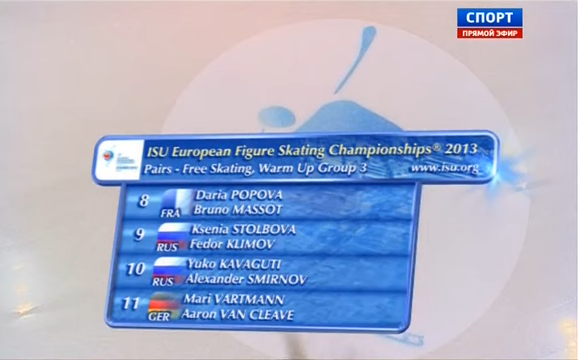 СПОРТ
ПРЯМОЙ ЭФИР
ISU European Figure Skating Championships® 2013
Pairs - Free Skating, Warm Up Group 3 www.isu.org
8 Daria POPOVA
FRA Bruno MASSOT
9 Ksenia STOLBOVA
RUS Fedor KLIMOV
10 Yuko KAVAGUTI
RUS Alexander SMIRNOV
11 Mari VARTMANN
GER Aaron VAN CLEAVE